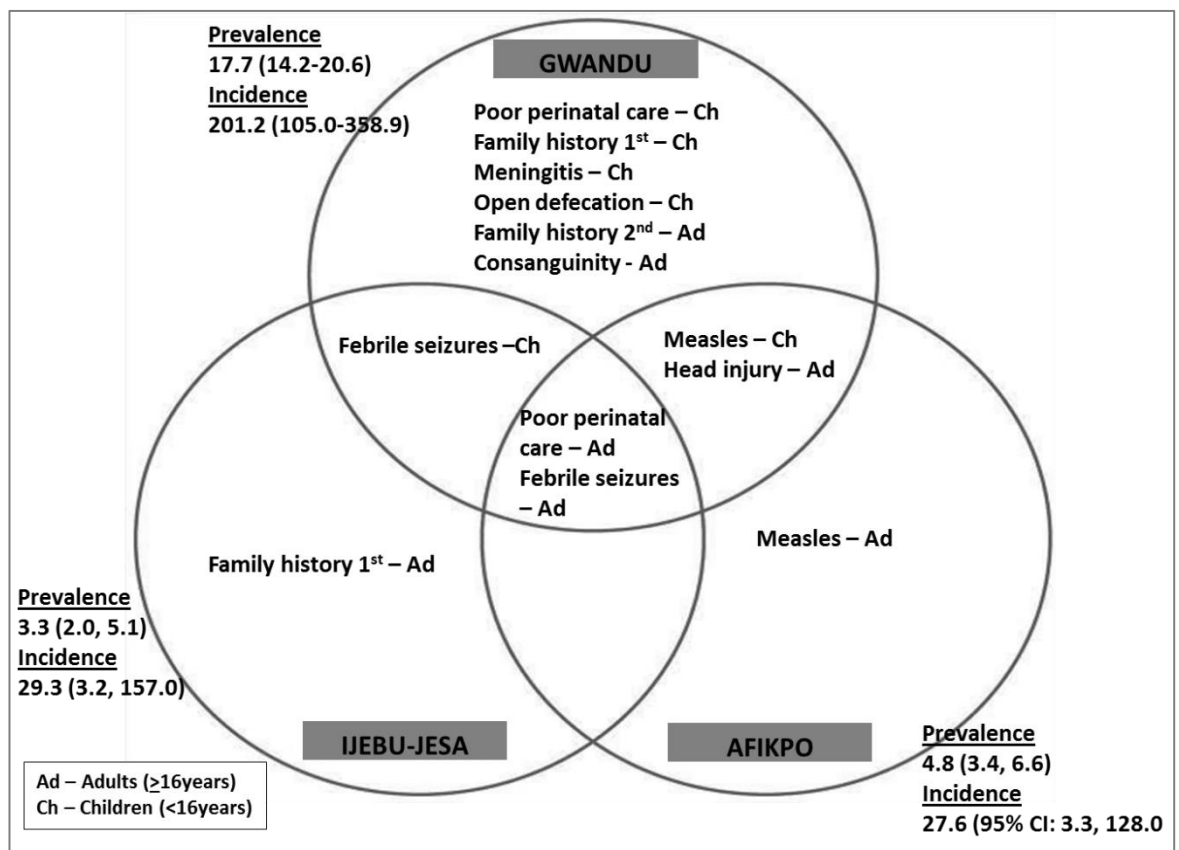 Prevalence
17.7 (14.2-20.6)
Incidence
201.2 (105.0-358.9)
GWANDU
Poor perinatal care – Ch
Family history 1st – Ch
Meningitis – Ch
Open defecation – Ch
Family history 2nd – Ad
Consanguinity - Ad
Febrile seizures –Ch
Measles – Ch
Head injury – Ad
Poor perinatal
care – Ad
Febrile seizures
– Ad
Family history 1st – Ad
Measles – Ad
Prevalence
3.3 (2.0, 5.1)
Incidence
29.3 (3.2, 157.0)
IJEBU-JESA
AFIKPO
Prevalence
4.8 (3.4, 6.6)
Incidence
27.6 (95% CI: 3.3, 128.0
Ad – Adults (≥16years)
Ch – Children (<16years)